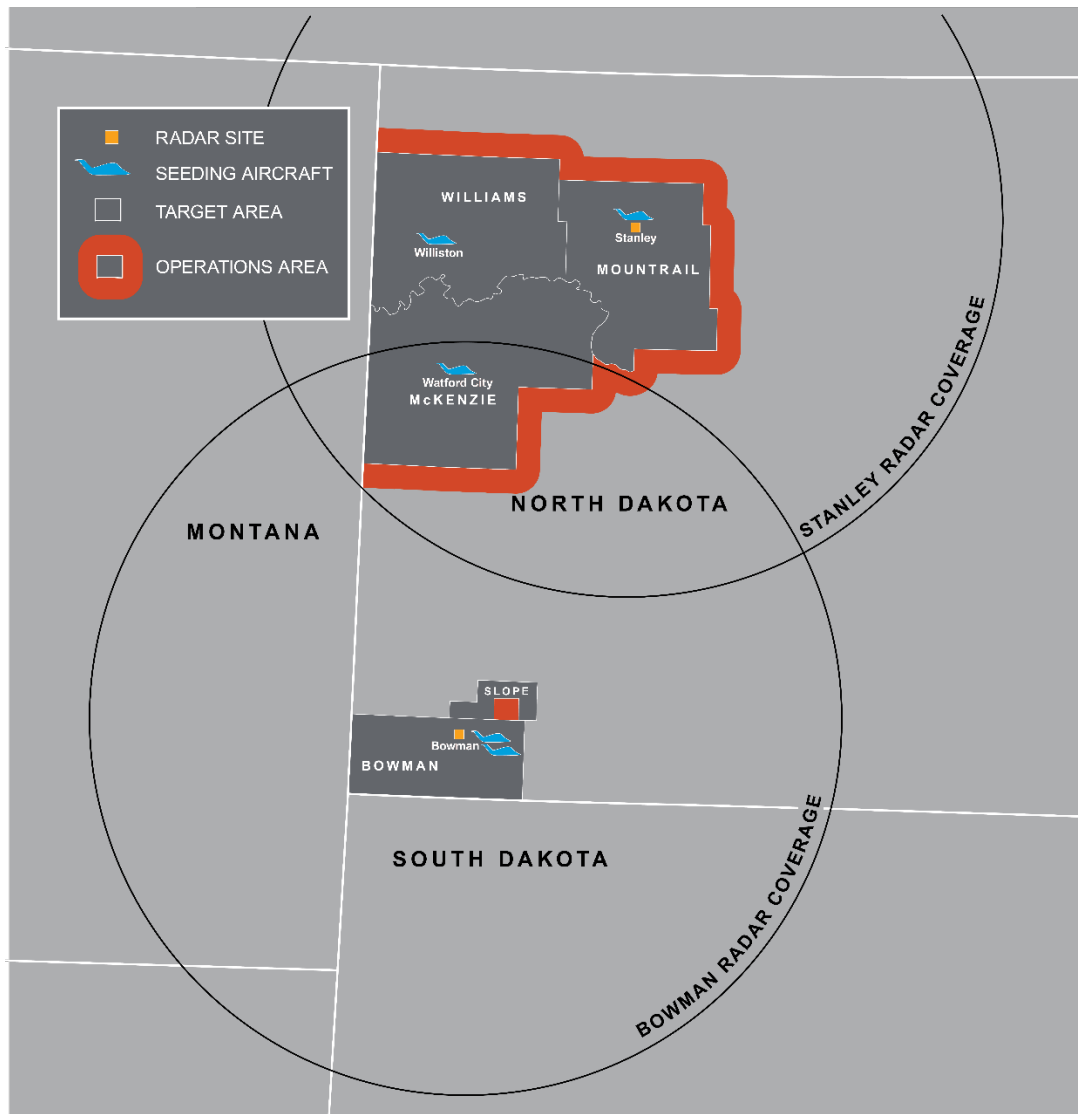 RADAR SITE
SEEDING AIRCRAFT
TARGET AREA
OPERATIONS AREA
WILLIAMS
Williston
Stanley
MOUNTRAIL
Watford City
McKENZIE
STANLEY RADAR COVERAGE
NORTH DAKOTA
MONTANA
SLOPE
Bowman
BOWMAN
SOUTH DAKOTA
BOWMAN RADAR COVERAGE